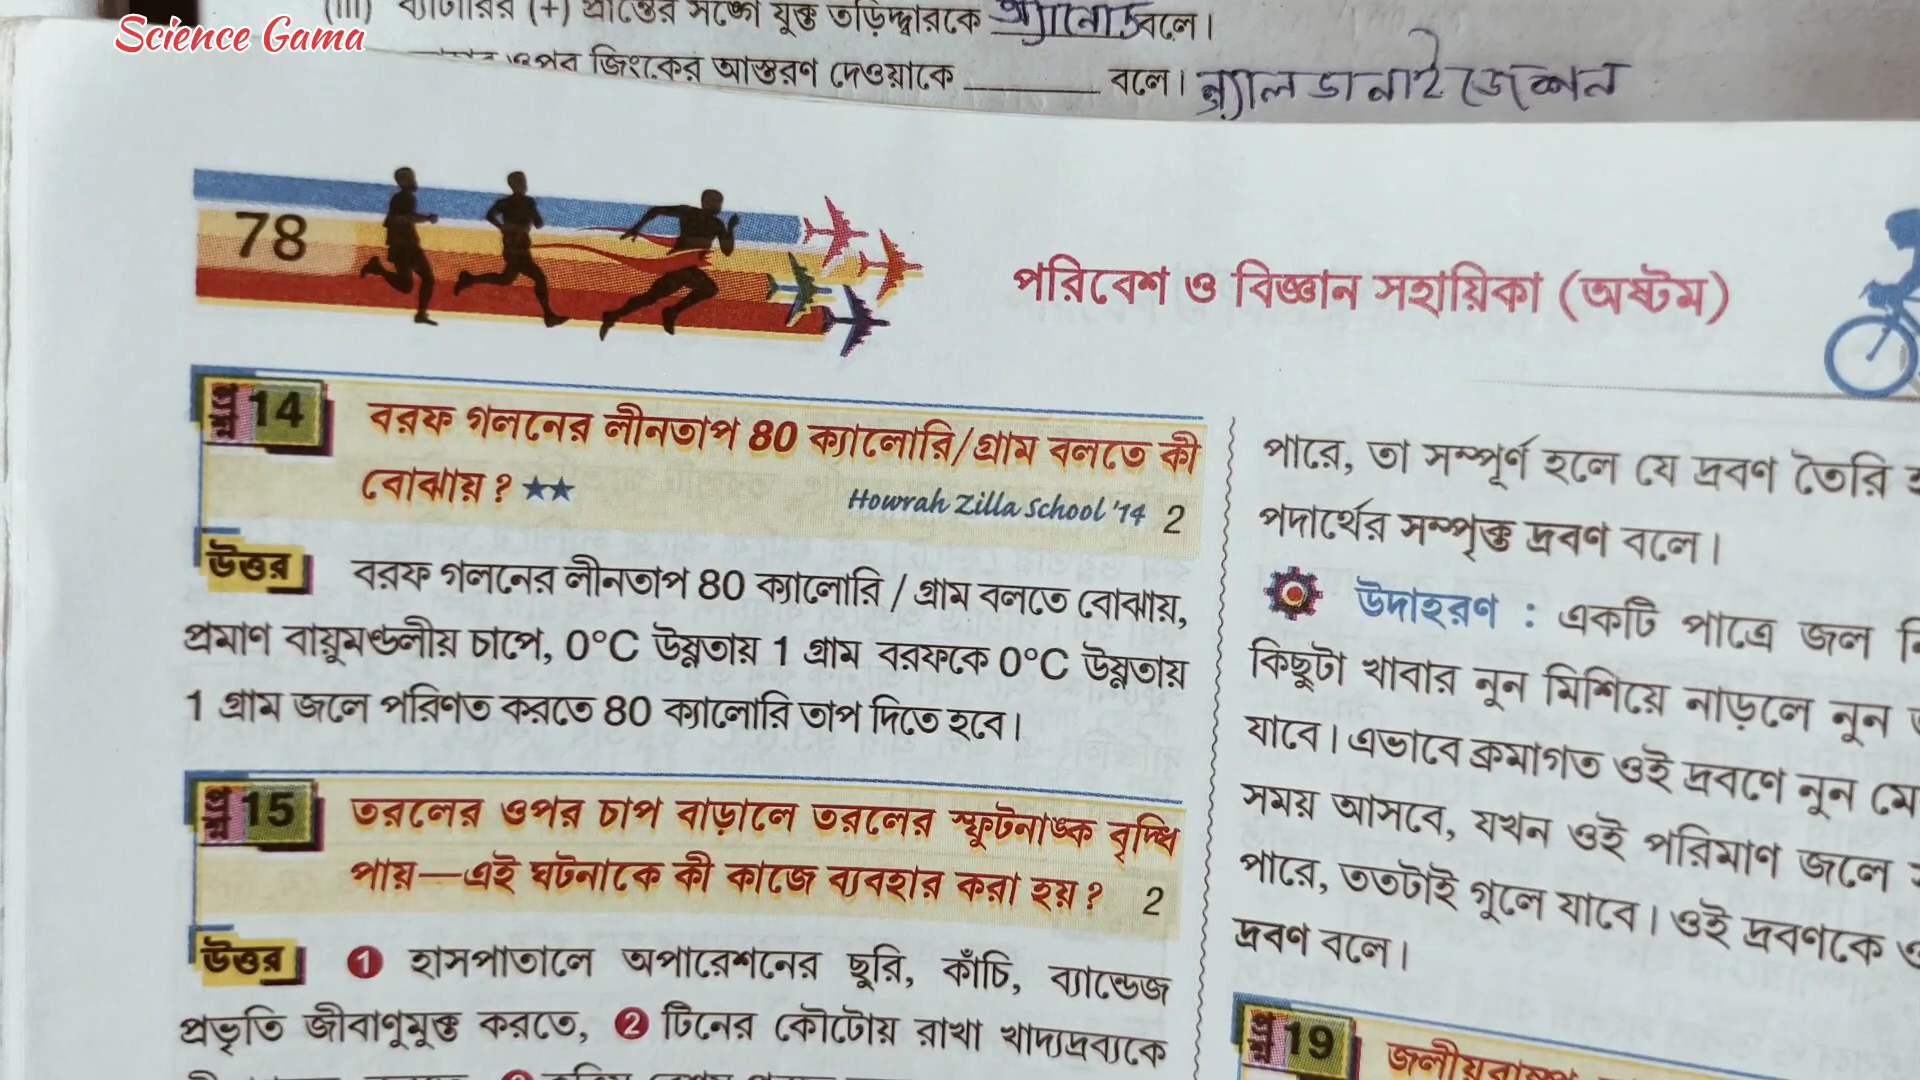 Science Gama
(iii) ব্যাটারির (+) প্রান্তের সঙ্গে যুক্ত তড়িদ্দ্বারকে অ্যানোড বলে।
ওপর জিংকের আস্তরণ দেওয়াকে ________ বলে।
78
পরিবেশ ও বিজ্ঞান সহায়িকা (অষ্টম)
প্রশ্ন 14 বরফ গলনের লীনতাপ 80 ক্যালোরি/গ্রাম বলতে কী
বোঝায়? ★★ Howrah Zilla School '14 2
উত্তর বরফ গলনের লীনতাপ 80 ক্যালোরি / গ্রাম বলতে বোঝায়,
প্রমাণ বায়ুমণ্ডলীয় চাপে, 0°C উষ্ণতায় 1 গ্রাম বরফকে 0°C উষ্ণতায়
1 গ্রাম জলে পরিণত করতে 80 ক্যালোরি তাপ দিতে হবে।
প্রশ্ন 15 তরলের ওপর চাপ বাড়ালে তরলের স্ফুটনাঙ্ক বৃদ্ধি
পায়—এই ঘটনাকে কী কাজে ব্যবহার করা হয়? 2
উত্তর 1 হাসপাতালে অপারেশনের ছুরি, কাঁচি, ব্যান্ডেজ
প্রভৃতি জীবাণুমুক্ত করতে, 2 টিনের কৌটোয় রাখা খাদ্যদ্রব্যকে
পারে, তা সম্পূর্ণ হলে যে দ্রবণ তৈরি
পদার্থের সম্পৃক্ত দ্রবণ বলে।
উদাহরণ : একটি পাত্রে জল
কিছুটা খাবার নুন মিশিয়ে নাড়লে নুন
যাবে। এভাবে ক্রমাগত ওই দ্রবণে নুন
সময় আসবে, যখন ওই পরিমাণ জলে
পারে, ততটাই গুলে যাবে। ওই দ্রবণকে
দ্রবণ বলে।
প্রশ্ন 19 জলীয়বাষ্প